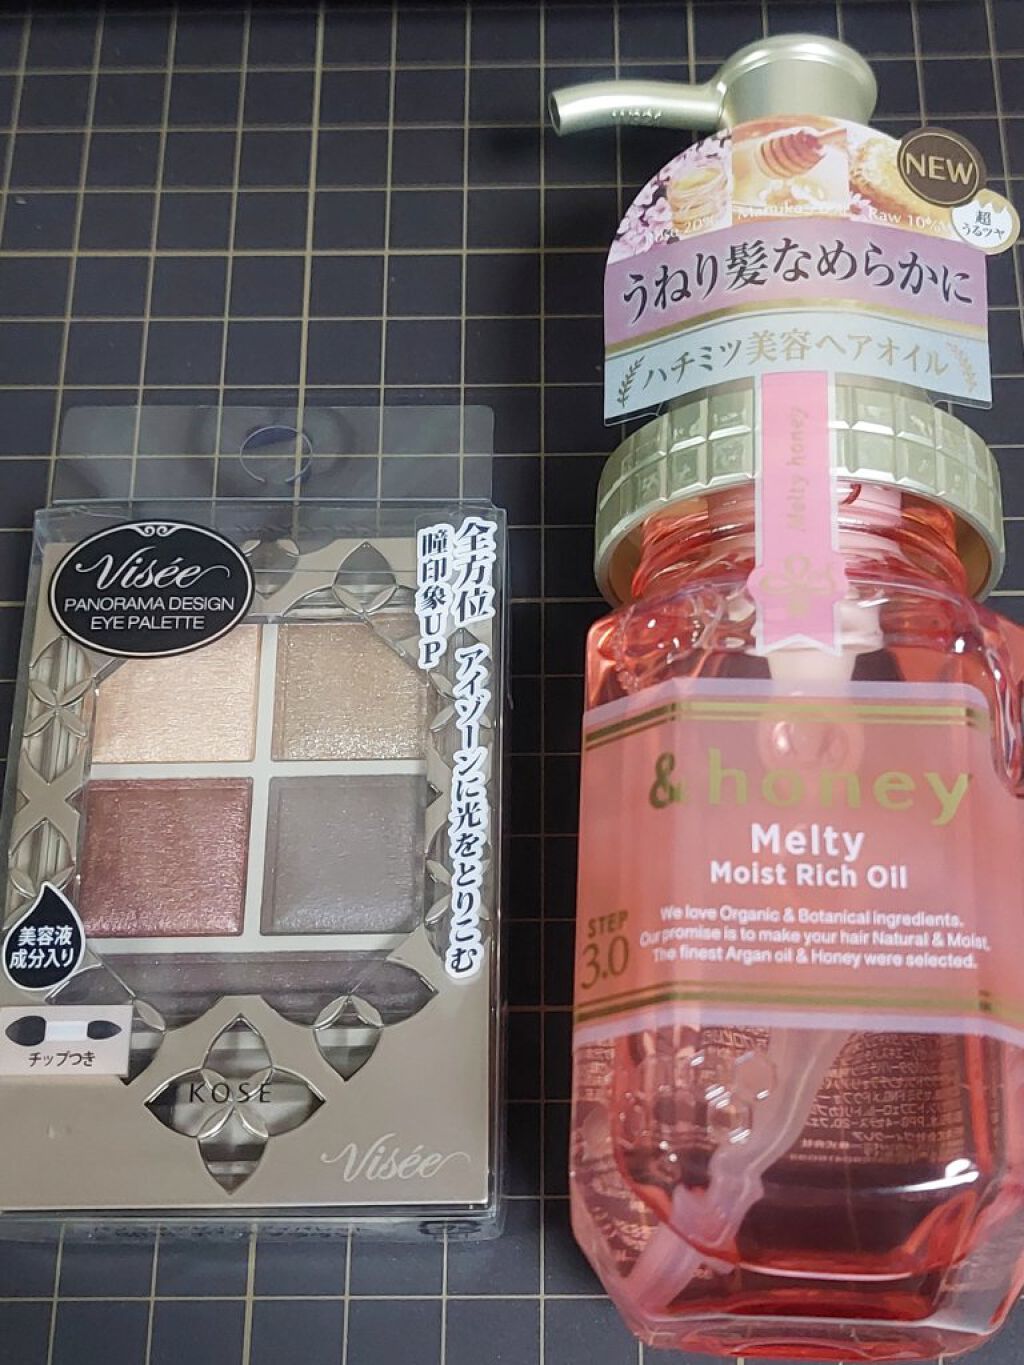 Visée
PANORAMA DESIGN
EYE PALETTE
全方位 アイゾーンに光をとりこむ
瞳印象UP
美容液
成分入り
チップつき
KOSE
Visée
NEW
超
うるツヤ
Raw 10%
うねり髪なめらかに
ハチミツ美容ヘアオイル
Melty honey
& honey
Melty
Moist Rich Oil
STEP
3.0
We love Organic & Botanical ingredients.
Our promise is to make your hair Natural & Moist,
The finest Argan oil & Honey were selected.